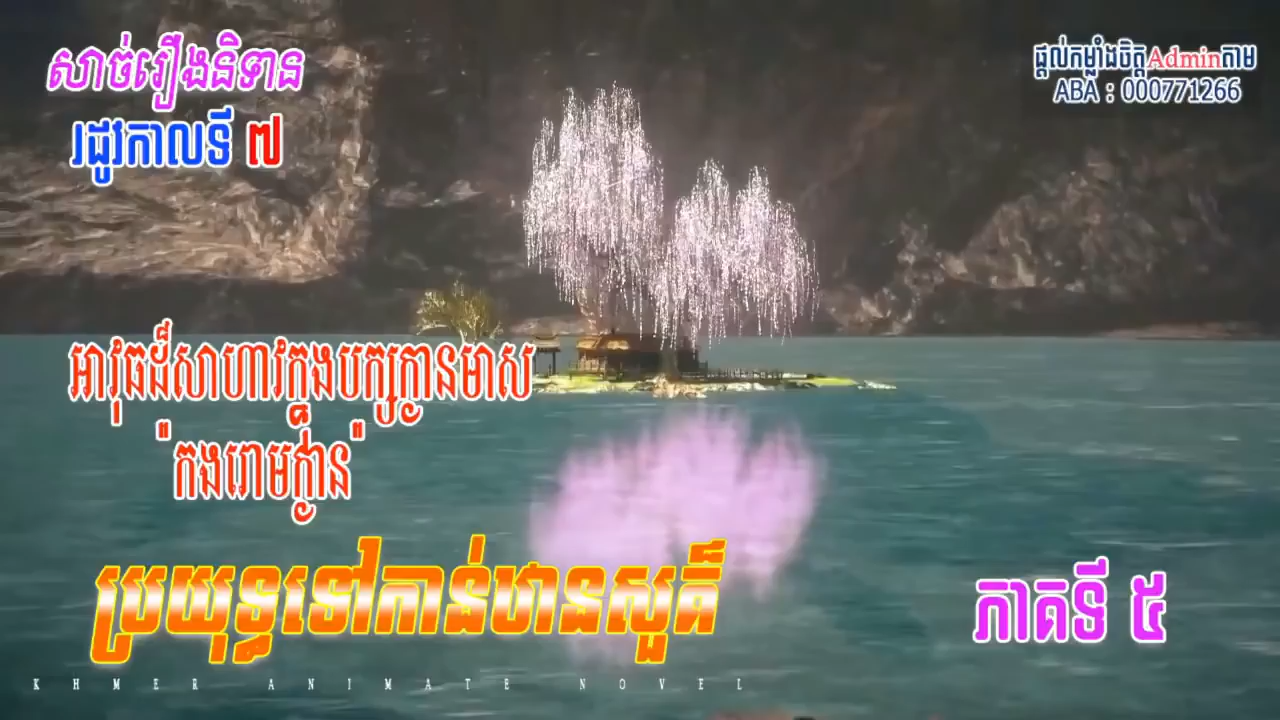 សាច់រឿងនិទាន
រដូវកាលទី ៧
ផ្តល់កម្លាំងចិត្តAdminតាម
ABA : 000771266
អាវុធដ៏សាហាវក្នុងបុក្សក្ងានមាស
"កងរោមក្ងាន"
ប្រយុទ្ធទៅកាន់ឋានសួគ៌
ភាគទី ៥
KHMER ANIMATE NOVEL